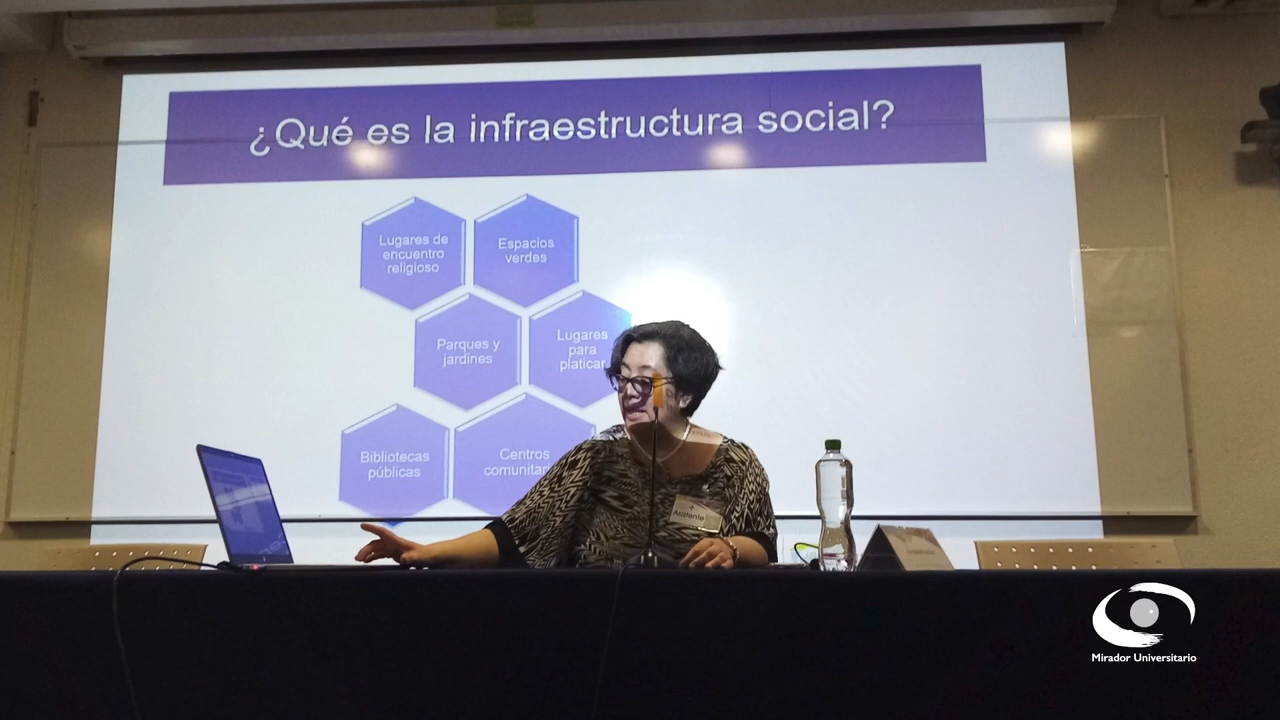 ¿Qué es la infraestructura social?
Lugares de
encuentro
religioso
Espacios
verdes
Parques y
jardines
Lugares
para
platicar
Bibliotecas
públicas
Centros
Asistente
Mirador Universitario